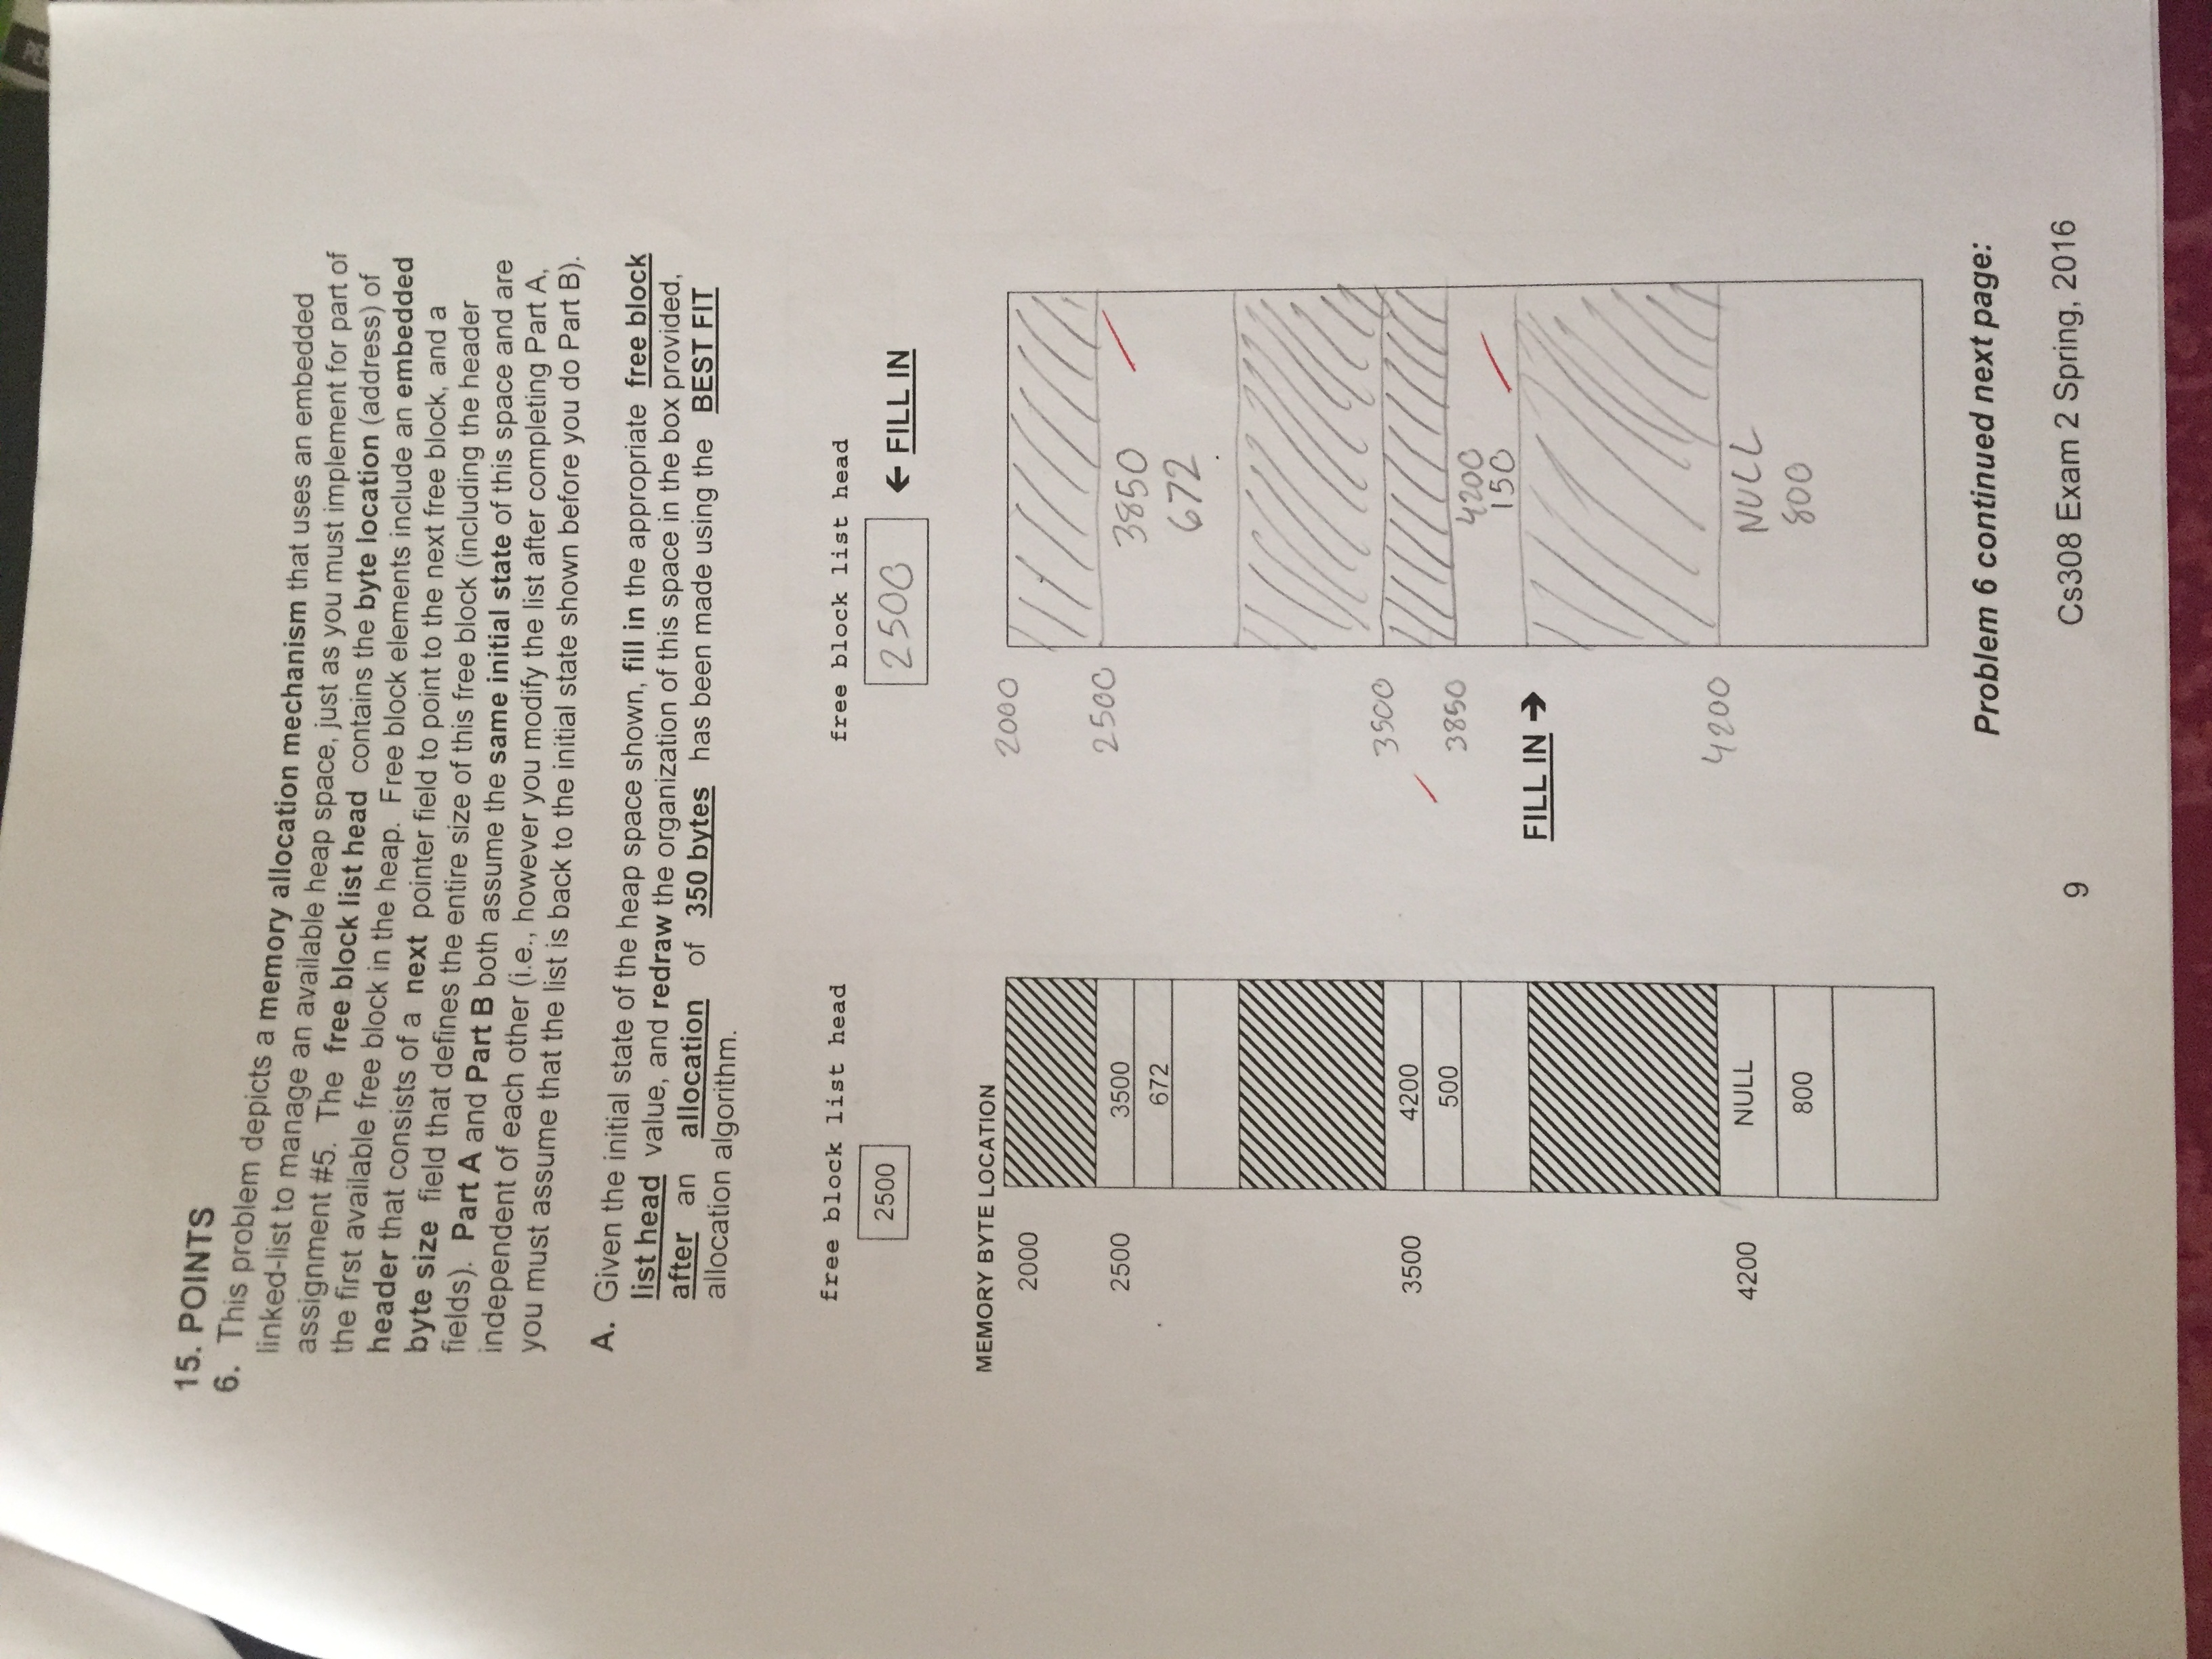 15. POINTS
6. This problem depicts a memory allocation mechanism that uses an embedded
linked-list to manage an available heap space, just as you must implement for part of
assignment #5. The free block list head contains the byte location (address) of
the first available free block in the heap. Free block elements include an embedded
header that consists of a next pointer field to point to the next free block, and a
byte size field that defines the entire size of this free block (including the header
fields). Part A and Part B both assume the same initial state of this space and are
independent of each other (i.e., however you modify the list after completing Part A,
you must assume that the list is back to the initial state shown before you do Part B).
A. Given the initial state of the heap space shown, fill in the appropriate free block
list head value, and redraw the organization of this space in the box provided,
after an allocation of 350 bytes has been made using the BEST FIT
allocation algorithm.
free block list head
2500
MEMORY BYTE LOCATION
2000
2500 3500
672
3500 4200
500
4200 NULL
800
free block list head
2500 ← FILL IN
2000
2500
3850
672
3500
3850
4200
150
FILL IN →
4200
NULL
800
Problem 6 continued next page:
9
Cs308 Exam 2 Spring, 2016